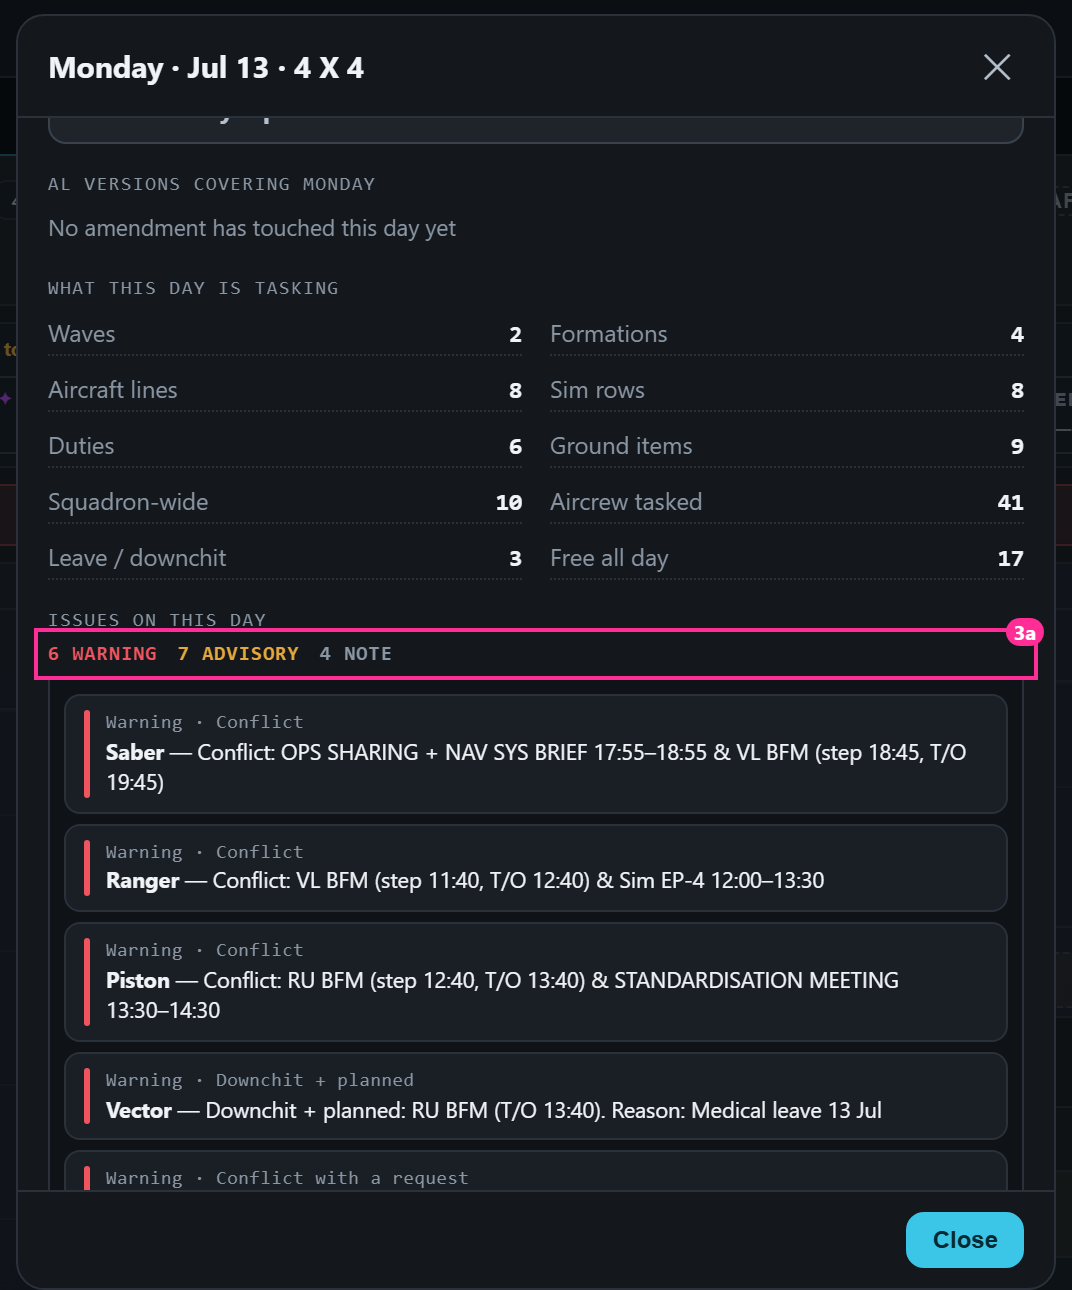 Monday · Jul 13 · 4 X 4
AL VERSIONS COVERING MONDAY
No amendment has touched this day yet
WHAT THIS DAY IS TASKING
Waves 2 Formations 4
Aircraft lines 8 Sim rows 8
Duties 6 Ground items 9
Squadron-wide 10 Aircrew tasked 41
Leave / downchit 3 Free all day 17
ISSUES ON THIS DAY
3a
6 WARNING 7 ADVISORY 4 NOTE
Warning · Conflict
Saber — Conflict: OPS SHARING + NAV SYS BRIEF 17:55–18:55 & VL BFM (step 18:45, T/O
19:45)
Warning · Conflict
Ranger — Conflict: VL BFM (step 11:40, T/O 12:40) & Sim EP-4 12:00–13:30
Warning · Conflict
Piston — Conflict: RU BFM (step 12:40, T/O 13:40) & STANDARDISATION MEETING
13:30–14:30
Warning · Downchit + planned
Vector — Downchit + planned: RU BFM (T/O 13:40). Reason: Medical leave 13 Jul
Warning · Conflict with a request
Close